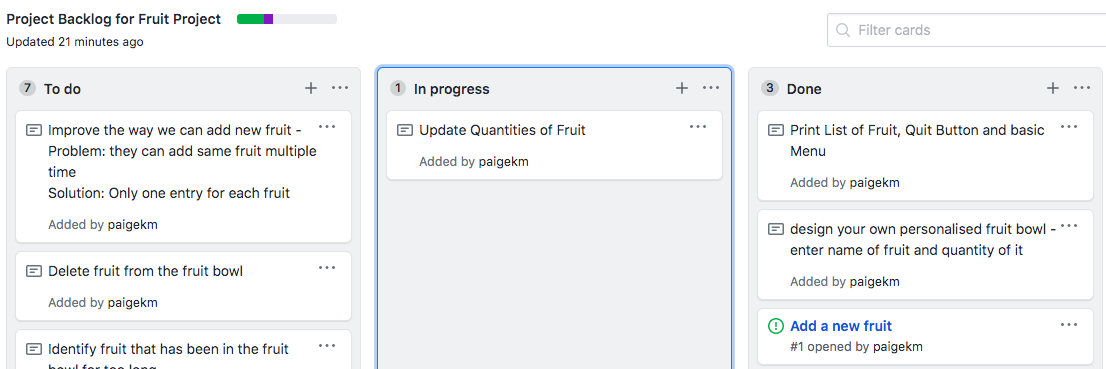 Project Backlog for Fruit Project
Updated 21 minutes ago
Filter cards
7 To do
Improve the way we can add new fruit -
Problem: they can add same fruit multiple
time
Solution: Only one entry for each fruit
Added by paigekm
Delete fruit from the fruit bowl
Added by paigekm
Identify fruit that has been in the fruit
bowl for too long
1 In progress
Update Quantities of Fruit
Added by paigekm
3 Done
Print List of Fruit, Quit Button and basic
Menu
Added by paigekm
design your own personalised fruit bowl -
enter name of fruit and quantity of it
Added by paigekm
Add a new fruit
#1 opened by paigekm